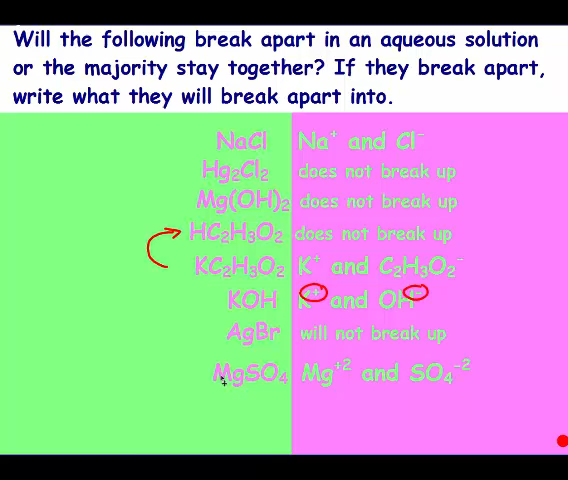 Will the following break apart in an aqueous solution
or the majority stay together? If they break apart,
write what they will break apart into.
NaCl Na⁺ and Cl⁻
Hg₂Cl₂ does not break up
Mg(OH)₂ does not break up
HC₂H₃O₂ does not break up
KC₂H₃O₂ K⁺ and C₂H₃O₂⁻
KOH K⁺ and OH⁻
AgBr will not break up
MgSO₄ Mg⁺² and SO₄⁻²